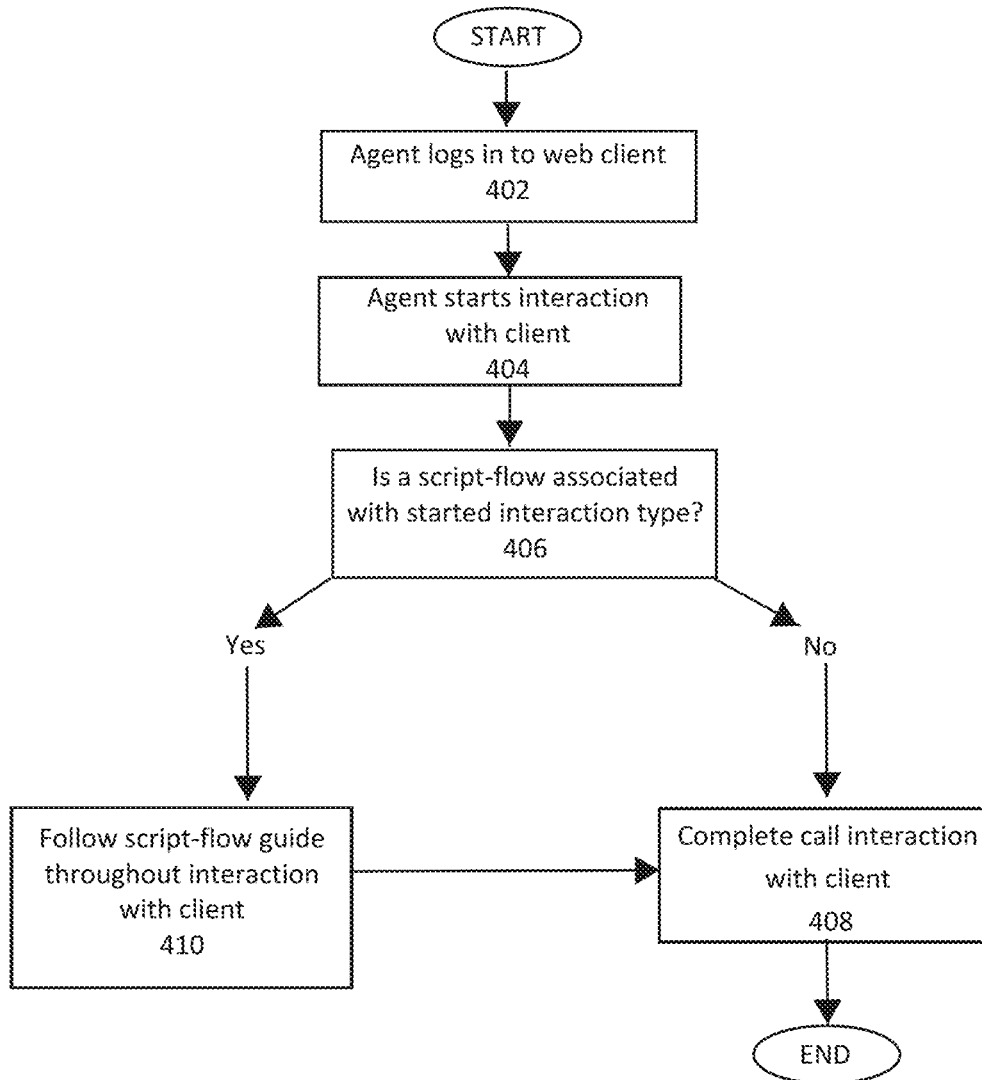 START
Agent logs in to web client
402
Agent starts interaction
with client
404
Is a script-flow associated
with started interaction type?
406
Yes
No
Follow script-flow guide
throughout interaction
with client
410
Complete call interaction
with client
408
END